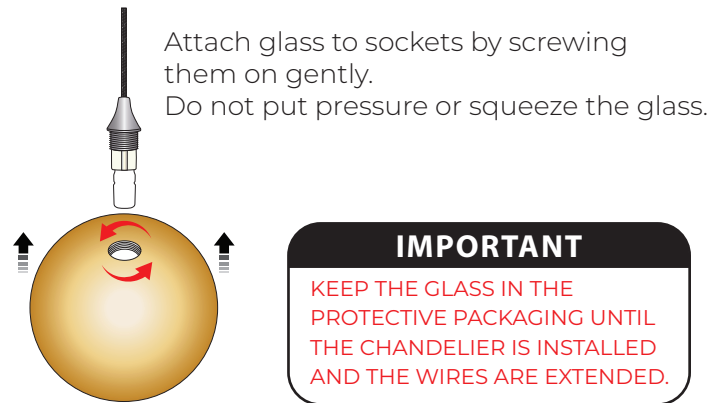 Attach glass to sockets by screwing
them on gently.
Do not put pressure or squeeze the glass.
IMPORTANT
KEEP THE GLASS IN THE
PROTECTIVE PACKAGING UNTIL
THE CHANDELIER IS INSTALLED
AND THE WIRES ARE EXTENDED.